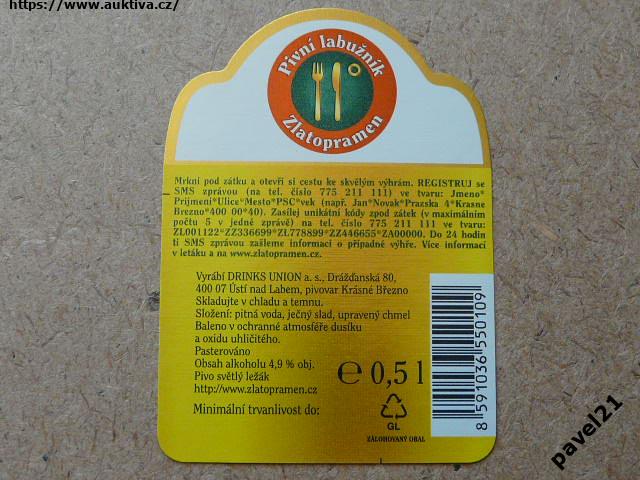 https://www.auktiva.cz/
Pivní labužník
Zlatopramen
Mrkni pod zátku a otevři si cestu ke skvělým výhrám. REGISTRUJ se
SMS zprávou (na tel. číslo 775 211 111) ve tvaru: Jmeno*
Prijmeni*Ulice*Mesto*PSC*vek (např. Jan*Novak*Prazska 4*Krasne
Brezno*400 00*40). Zasílej unikátní kódy zpod zátek (v maximálním
počtu 5 v jedné zprávě) na tel. číslo 775 211 111 ve tvaru:
ZL001122*ZZ336699*ZL778899*ZZ446655*ZA00000. Do 24 hodin
ti SMS zprávou zašleme informaci o případné výhře. Více informací
v letáku a na www.zlatopramen.cz.
Vyrábí DRINKS UNION a. s., Drážďanská 80,
400 07 Ústí nad Labem, pivovar Krásné Březno
Skladujte v chladu a temnu.
Složení: pitná voda, ječný slad, upravený chmel
Baleno v ochranné atmosféře dusíku
a oxidu uhličitého.
Pasterováno
Obsah alkoholu 4,9 % obj.
Pivo světlý ležák
http://www.zlatopramen.cz
Minimální trvanlivost do:
℮ 0,5 l
GL
ZÁLOHOVANÝ OBAL
8 591036 550109
pavel21